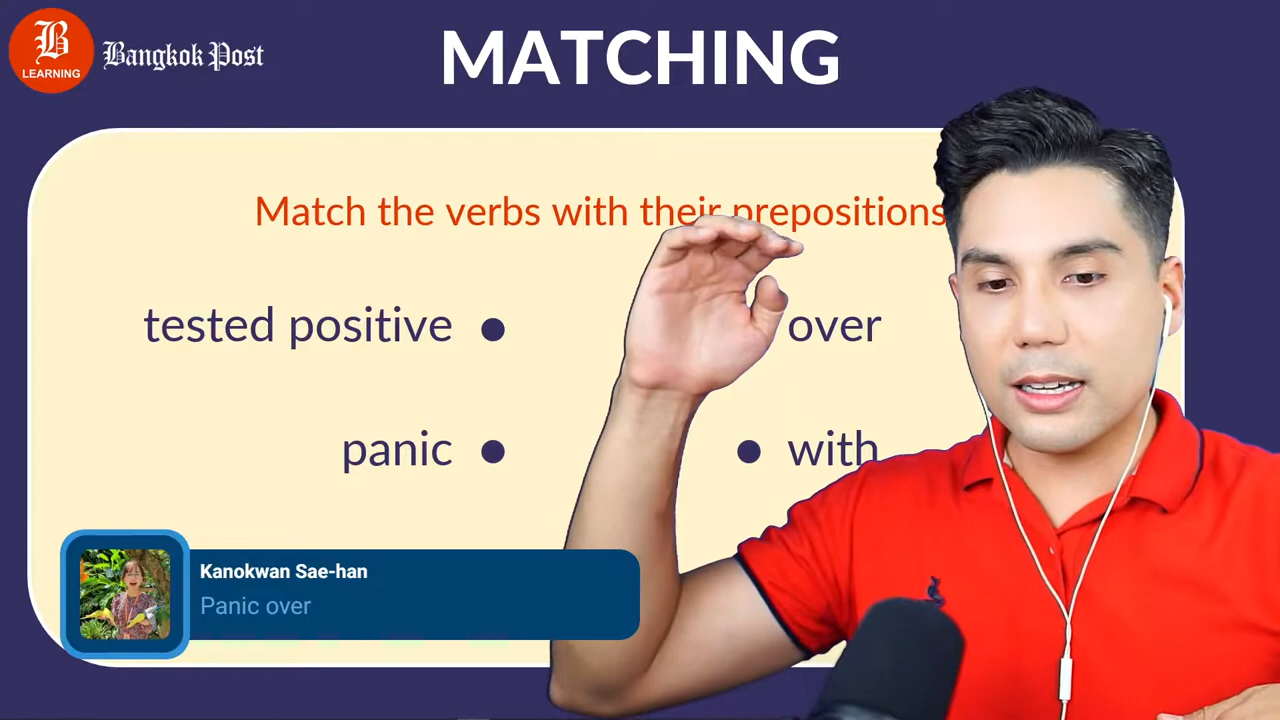 B
LEARNING
Bangkok Post
MATCHING
Match the verbs with their prepositions
tested positive
over
panic
with
Kanokwan Sae-han
Panic over